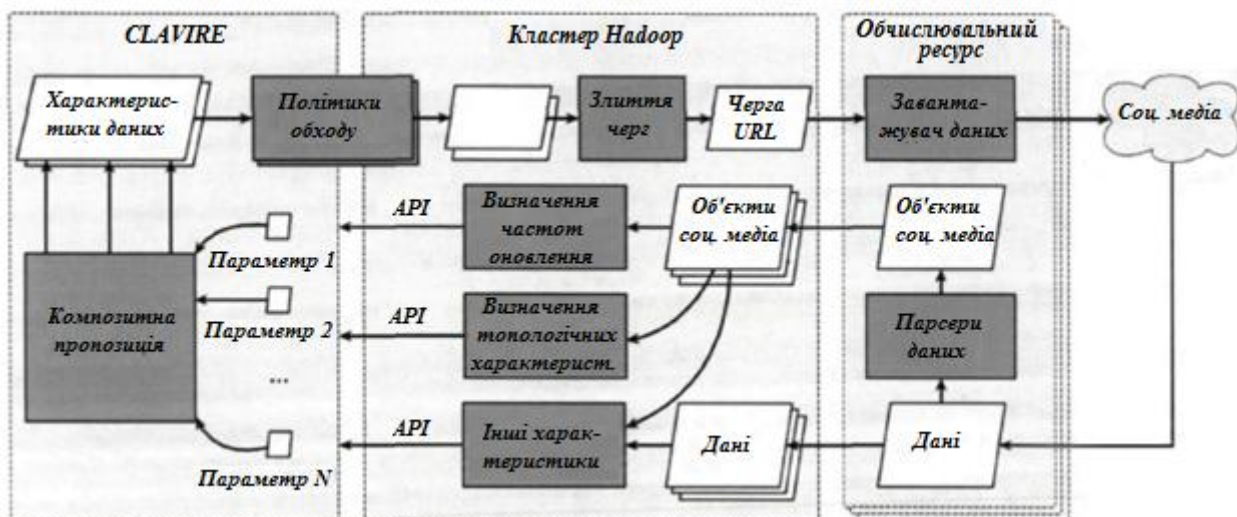 CLAVIRE
Кластер Hadoop
Обчислювальний
ресурс
Характерис-
тики даних
Політики
обходу
Злиття
черг
Черга
URL
Заванта-
жувач даних
Соц. медіа
API
Визначення
частот
оновлення
Об'єкти
соц. медіа
Об'єкти
соц. медіа
Параметр 1
Композитна
пропозиція
Параметр 2
...
API
Визначення
топологічних
характерист.
Парсери
даних
API
Інші харак-
теристики
Дані
Дані
Параметр N